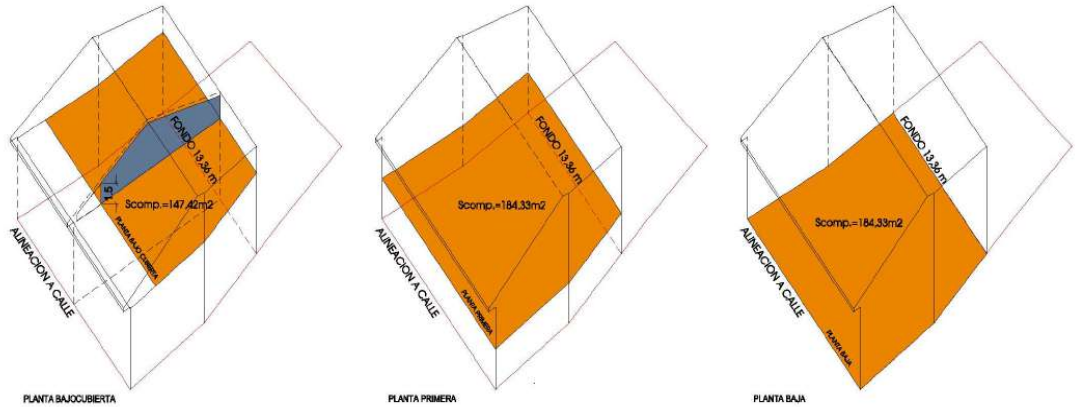 FONDO 13,36 m
1,5
Scomp.=147,42m2
PLANTA BAJO CUBIERTA
ALINEACION A CALLE
PLANTA BAJOCUBIERTA
FONDO 13,36 m
Scomp.=184,33m2
PLANTA PRIMERA
ALINEACION A CALLE
PLANTA PRIMERA
FONDO 13,36 m
Scomp.=184,33m2
PLANTA BAJA
ALINEACION A CALLE
PLANTA BAJA